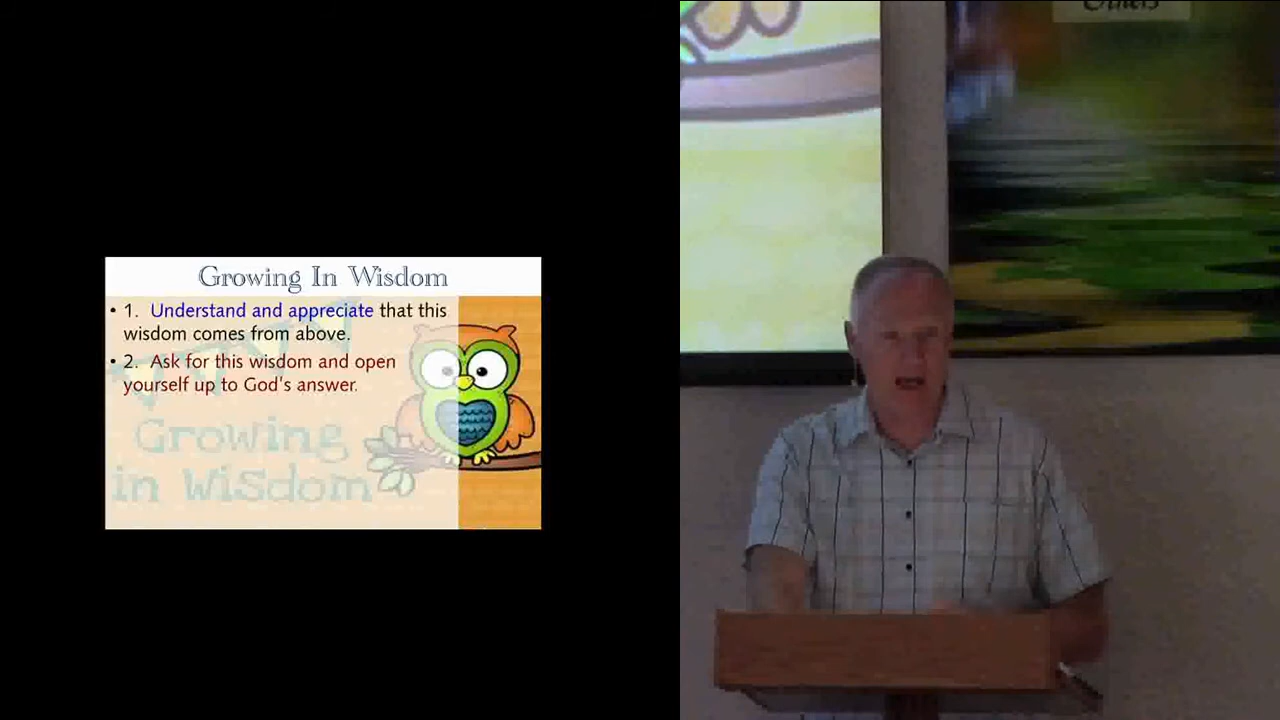 Growing In Wisdom
• 1. Understand and appreciate that this
wisdom comes from above.
• 2. Ask for this wisdom and open
yourself up to God's answer.
Growing
in Wisdom
Others